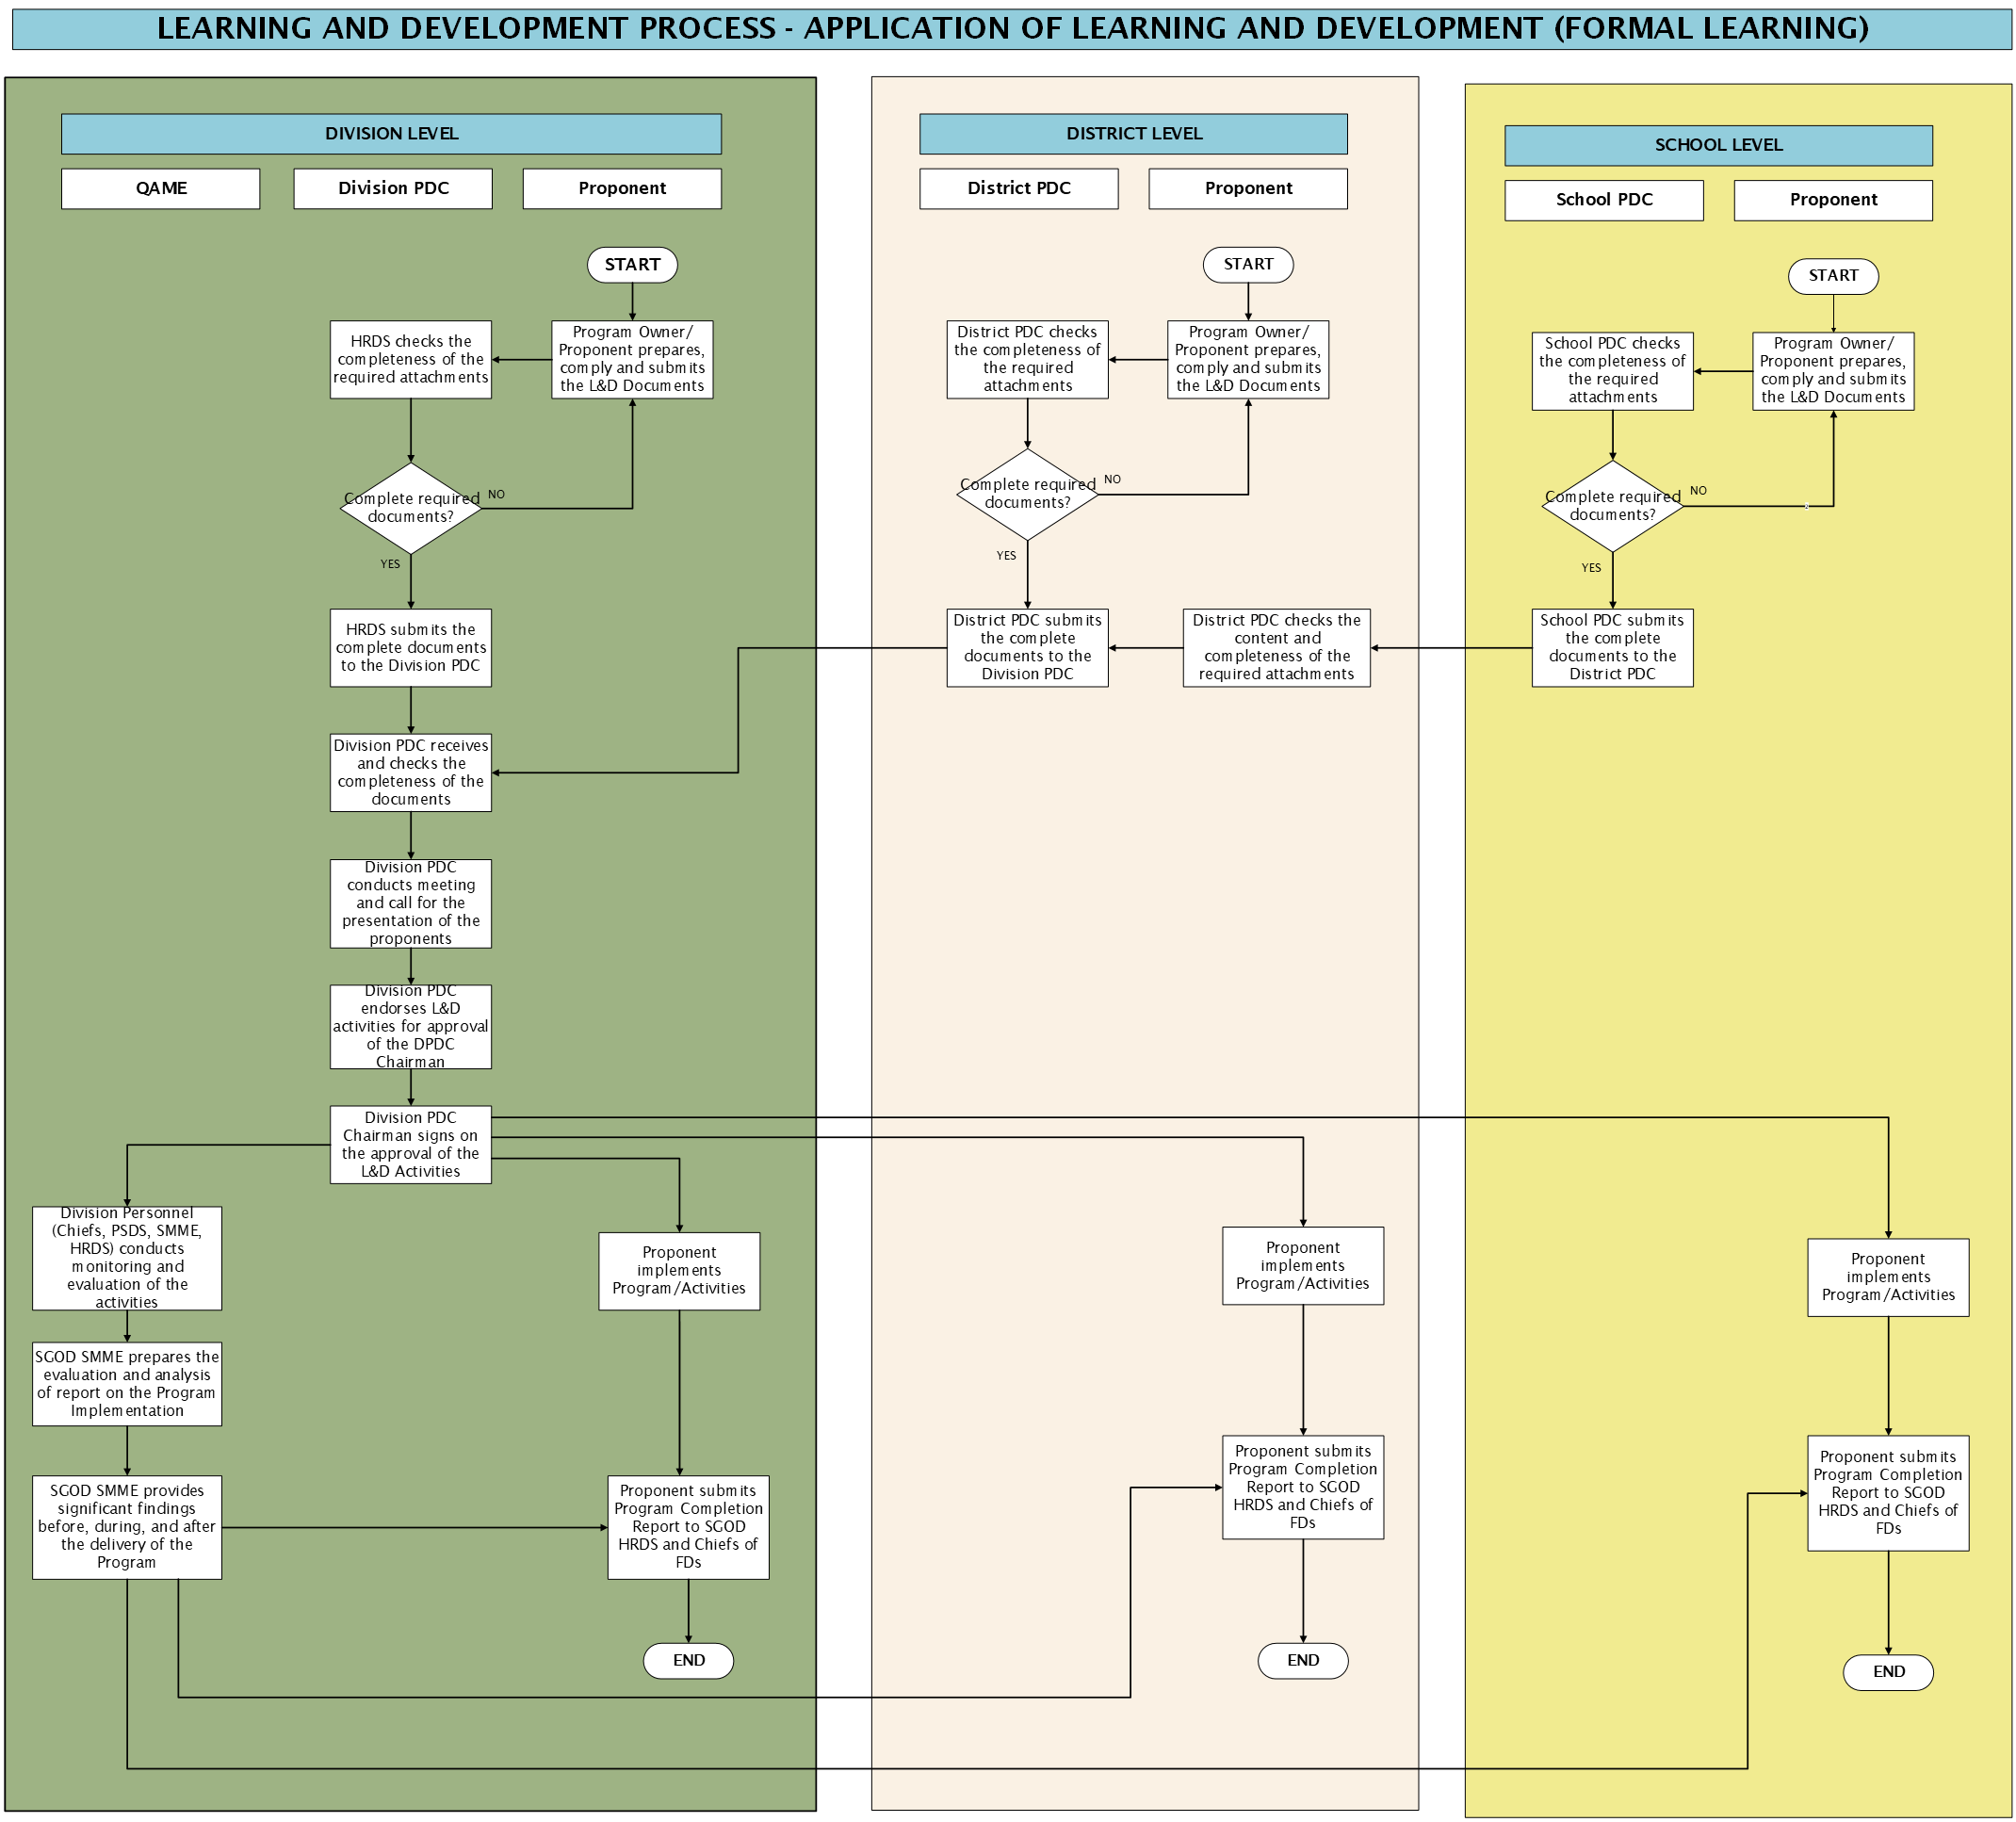 LEARNING AND DEVELOPMENT PROCESS - APPLICATION OF LEARNING AND DEVELOPMENT (FORMAL LEARNING)
DIVISION LEVEL
QAME
Division PDC
Proponent
START
Program Owner/
Proponent prepares,
comply and submits
the L&D Documents
HRDS checks the
completeness of the
required attachments
Complete required
documents?
NO
YES
HRDS submits the
complete documents
to the Division PDC
Division PDC receives
and checks the
completeness of the
documents
Division PDC
conducts meeting
and call for the
presentation of the
proponents
Division PDC
endorses L&D
activities for approval
of the DPDC
Chairman
Division PDC
Chairman signs on
the approval of the
L&D Activities
Division Personnel
(Chiefs, PSDS, SMME,
HRDS) conducts
monitoring and
evaluation of the
activities
SGOD SMME prepares the
evaluation and analysis
of report on the Program
Implementation
SGOD SMME provides
significant findings
before, during, and after
the delivery of the
Program
Proponent
implements
Program/Activities
Proponent submits
Program Completion
Report to SGOD
HRDS and Chiefs of
FDs
END
DISTRICT LEVEL
District PDC
Proponent
START
Program Owner/
Proponent prepares,
comply and submits
the L&D Documents
District PDC checks
the completeness of
the required
attachments
Complete required
documents?
NO
YES
District PDC submits
the complete
documents to the
Division PDC
District PDC checks the
content and
completeness of the
required attachments
Proponent
implements
Program/Activities
Proponent submits
Program Completion
Report to SGOD
HRDS and Chiefs of
FDs
END
SCHOOL LEVEL
School PDC
Proponent
START
Program Owner/
Proponent prepares,
comply and submits
the L&D Documents
School PDC checks
the completeness of
the required
attachments
Complete required
documents?
NO
YES
School PDC submits
the complete
documents to the
District PDC
Proponent
implements
Program/Activities
Proponent submits
Program Completion
Report to SGOD
HRDS and Chiefs of
FDs
END